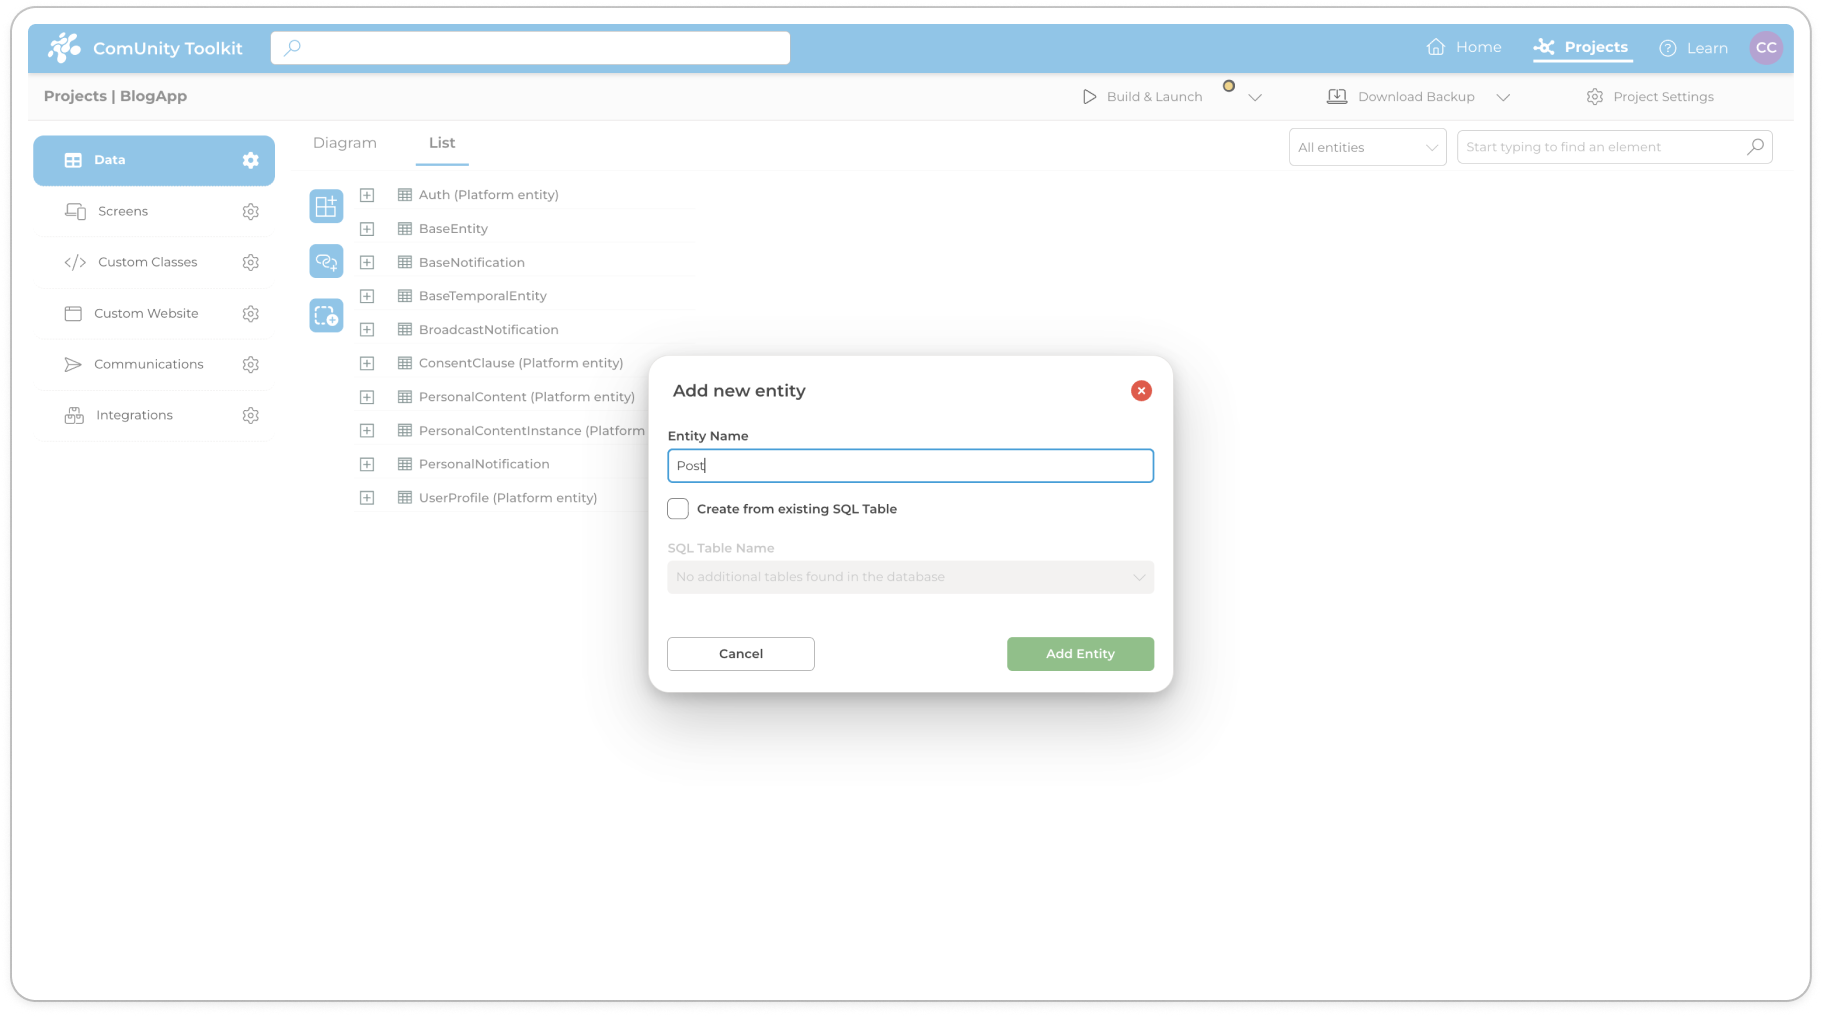 ComUnity Toolkit
Home
Projects
Learn
CC
Projects | BlogApp
Build & Launch
Download Backup
Project Settings
Data
Screens
Custom Classes
Custom Website
Communications
Integrations
Diagram
List
All entities
Start typing to find an element
Auth (Platform entity)
BaseEntity
BaseNotification
BaseTemporalEntity
BroadcastNotification
ConsentClause (Platform entity)
PersonalContent (Platform entity)
PersonalContentInstance (Platform
PersonalNotification
UserProfile (Platform entity)
Add new entity
Entity Name
Post
Create from existing SQL Table
SQL Table Name
No additional tables found in the database
Cancel
Add Entity